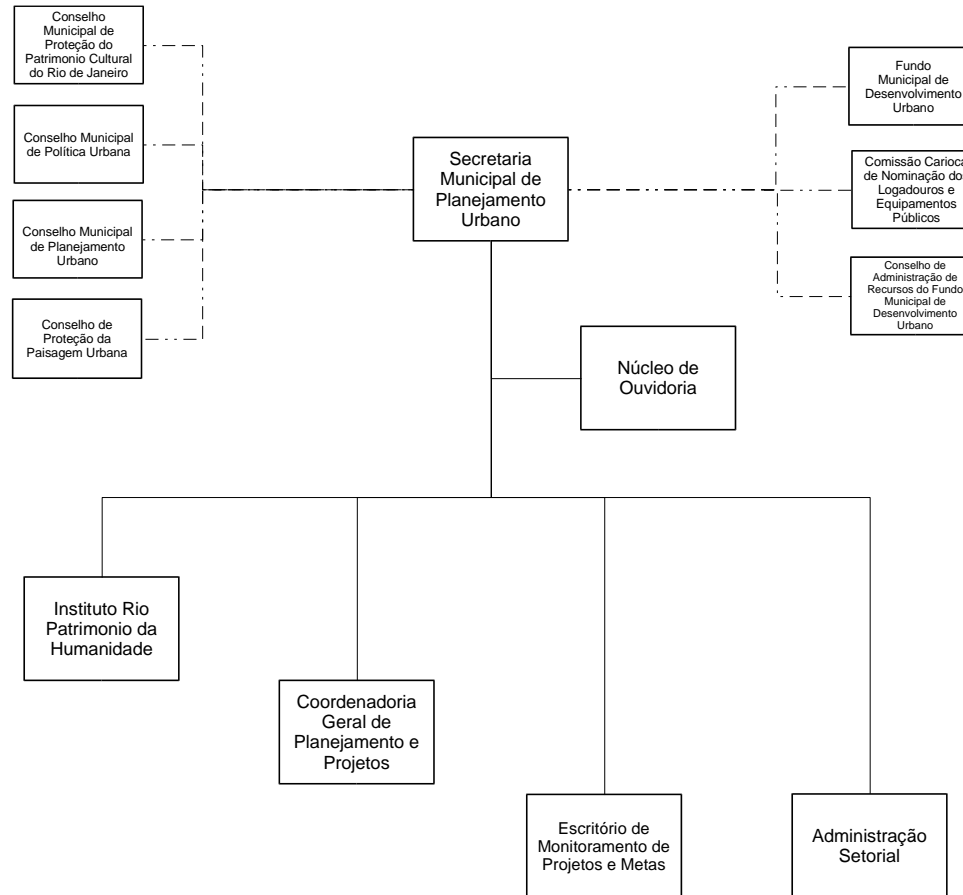 Conselho
Municipal de
Proteção do
Patrimonio Cultural
do Rio de Janeiro
Conselho Municipal
de Política Urbana
Conselho Municipal
de Planejamento
Urbano
Conselho de
Proteção da
Paisagem Urbana
Secretaria
Municipal de
Planejamento
Urbano
Fundo
Municipal de
Desenvolvimento
Urbano
Comissão Carioca
de Nominação dos
Logadouros e
Equipamentos
Públicos
Conselho de
Administração de
Recursos do Fundo
Municipal de
Desenvolvimento
Urbano
Núcleo de
Ouvidoria
Instituto Rio
Patrimonio da
Humanidade
Coordenadoria
Geral de
Planejamento e
Projetos
Escritório de
Monitoramento de
Projetos e Metas
Administração
Setorial